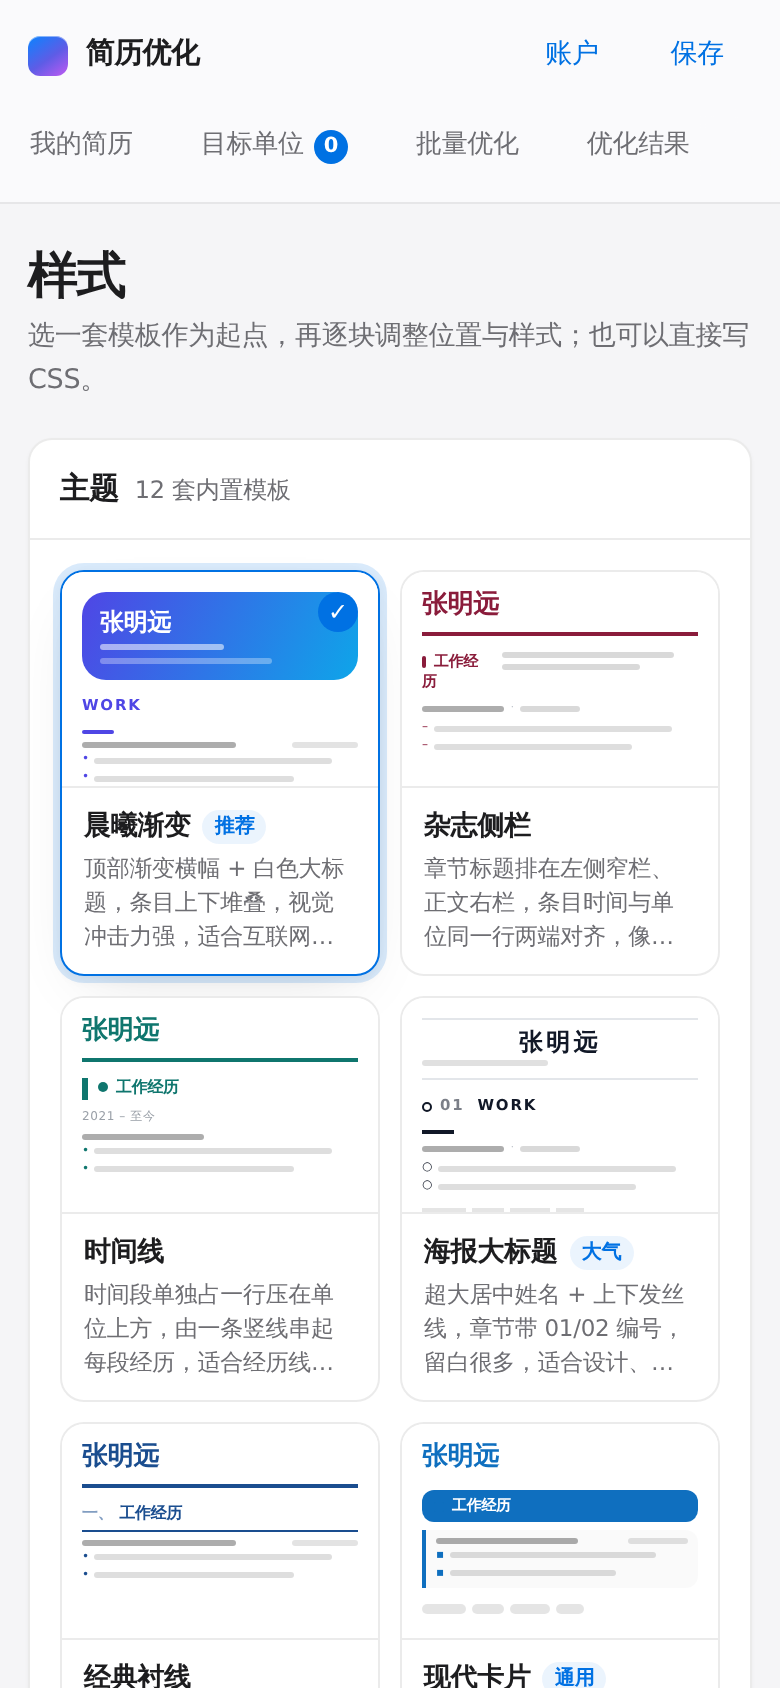 简历优化
账户
保存
我的简历
目标单位 0
批量优化
优化结果
样式
选一套模板作为起点，再逐块调整位置与样式；也可以直接写
CSS。
主题 12 套内置模板
张明远
✓
WORK
晨曦渐变 推荐
顶部渐变横幅 + 白色大标
题，条目上下堆叠，视觉
冲击力强，适合互联网…
张明远
工作经
历
杂志侧栏
章节标题排在左侧窄栏、
正文右栏，条目时间与单
位同一行两端对齐，像…
张明远
工作经历
2021 – 至今
时间线
时间段单独占一行压在单
位上方，由一条竖线串起
每段经历，适合经历线…
张明远
01 WORK
海报大标题 大气
超大居中姓名 + 上下发丝
线，章节带 01/02 编号，
留白很多，适合设计、…
张明远
一、 工作经历
经典衬线
张明远
工作经历
现代卡片 通用